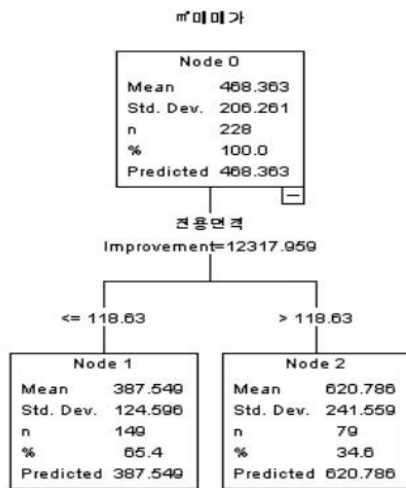 ㎡매매가
Node 0
Mean 468.363
Std. Dev. 206.261
n 228
% 100.0
Predicted 468.363
전용면적
Improvement=12317.959
<= 118.63
> 118.63
Node 1
Mean 387.549
Std. Dev. 124.596
n 149
% 65.4
Predicted 387.549
Node 2
Mean 620.786
Std. Dev. 241.559
n 79
% 34.6
Predicted 620.786